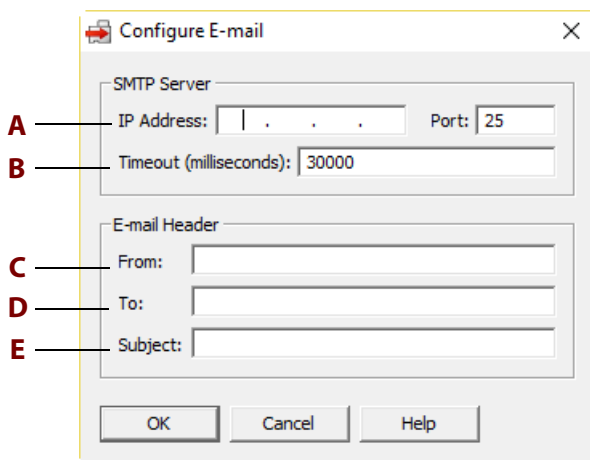 Configure E-mail
SMTP Server
A IP Address: . . . Port: 25
B Timeout (milliseconds): 30000
E-mail Header
C From:
D To:
E Subject:
OK Cancel Help